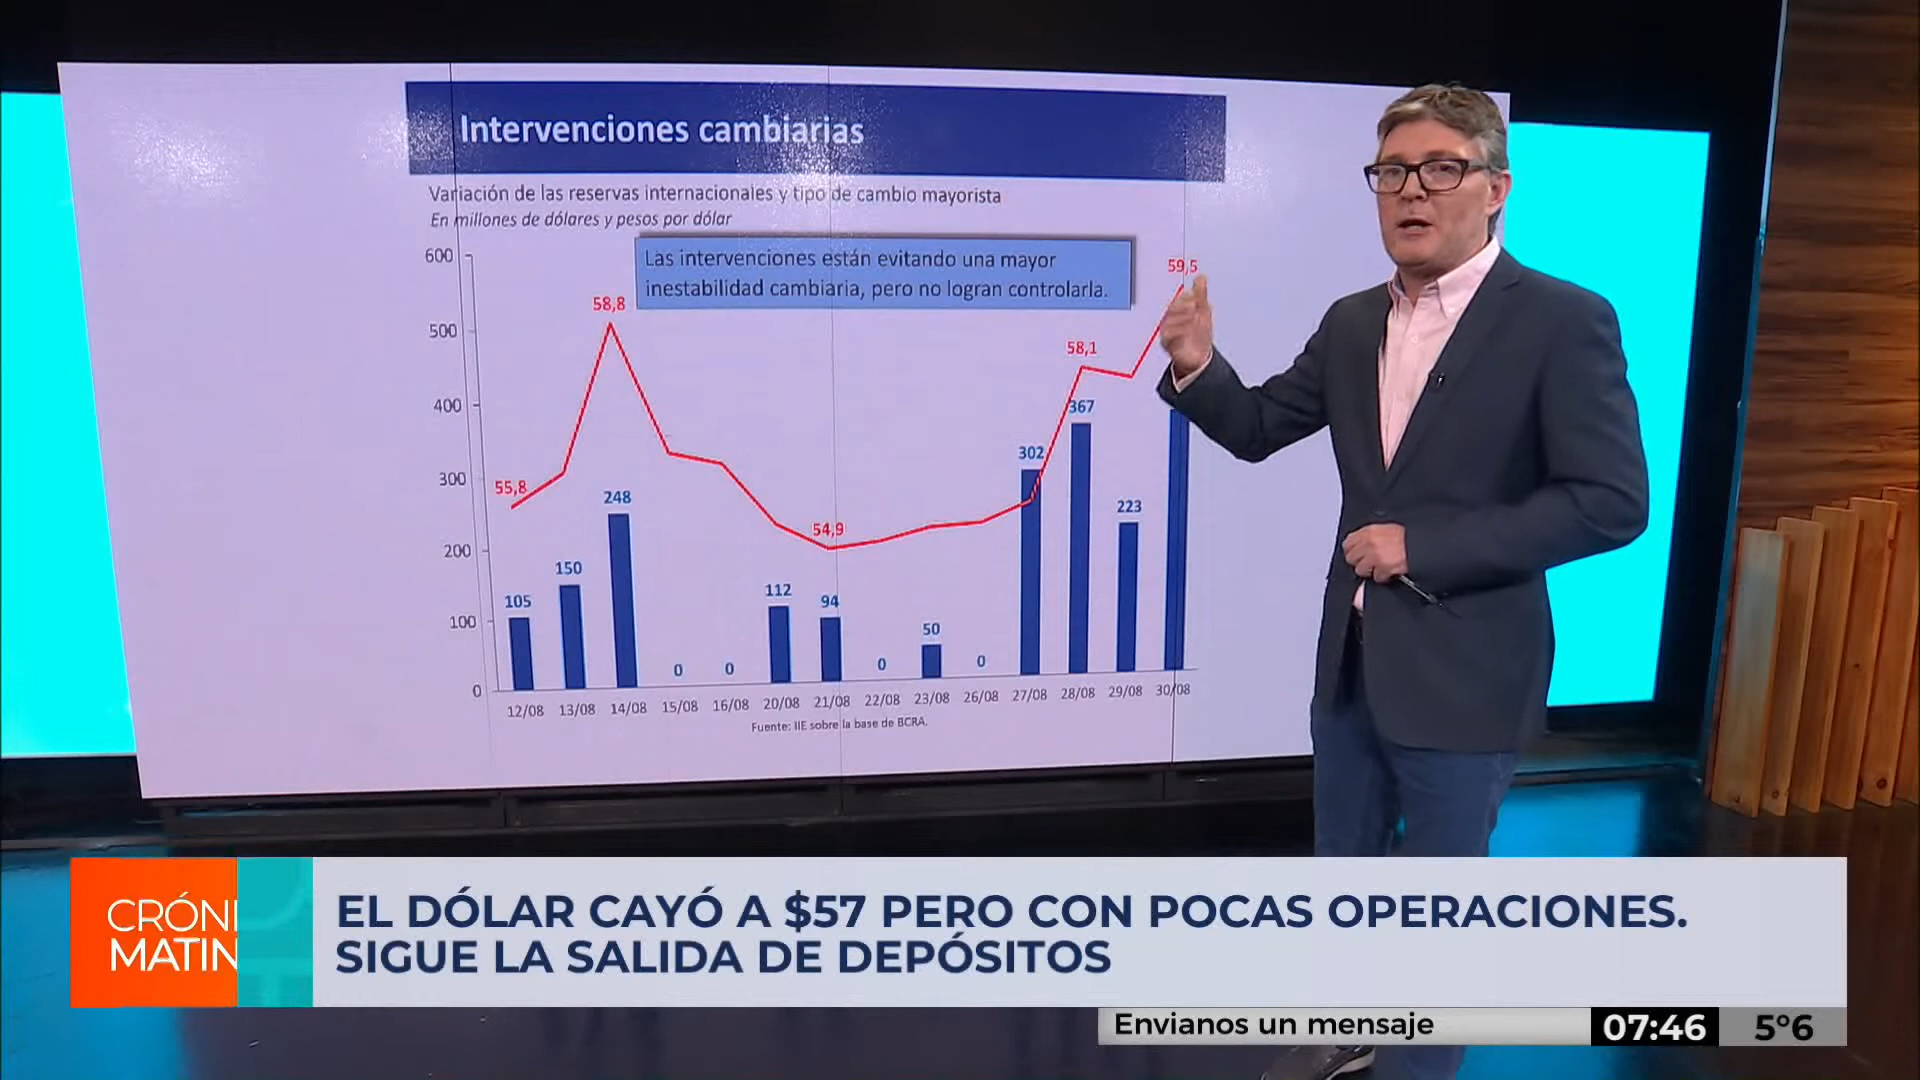 Intervenciones cambiarias
Variación de las reservas internacionales y tipo de cambio mayorista
En millones de dólares y pesos por dólar
Las intervenciones están evitando una mayor
inestabilidad cambiaria, pero no logran controlarla.
600
500
400
300
200
100
0
55,8
58,8
54,9
58,1
59,5
105
150
248
0
0
112
94
0
50
0
302
367
223
12/08 13/08 14/08 15/08 16/08 20/08 21/08 22/08 23/08 26/08 27/08 28/08 29/08 30/08
Fuente: IIE sobre la base de BCRA.
CRÓNI
MATIN
EL DÓLAR CAYÓ A $57 PERO CON POCAS OPERACIONES.
SIGUE LA SALIDA DE DEPÓSITOS
Envianos un mensaje
07:46
5°6